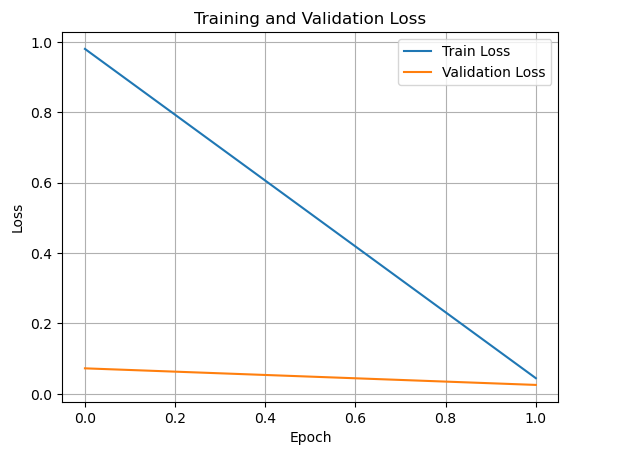 Training and Validation Loss
Train Loss
Validation Loss
1.0
0.8
0.6
0.4
0.2
0.0
Loss
0.0 0.2 0.4 0.6 0.8 1.0
Epoch